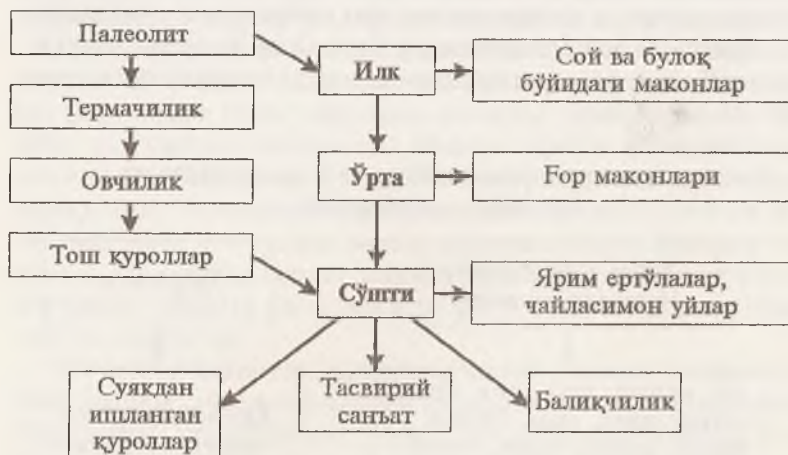 Палеолит
Илк
Сой ва булоқ
бўйидаги маконлар
Термачилик
Овчилик
Ўрта
Ғор маконлари
Тош қуроллар
Сўнгги
Ярим ертўлалар,
чайласимон уйлар
Суякдан
ишланган
қуроллар
Тасвирий
санъат
Балиқчилик